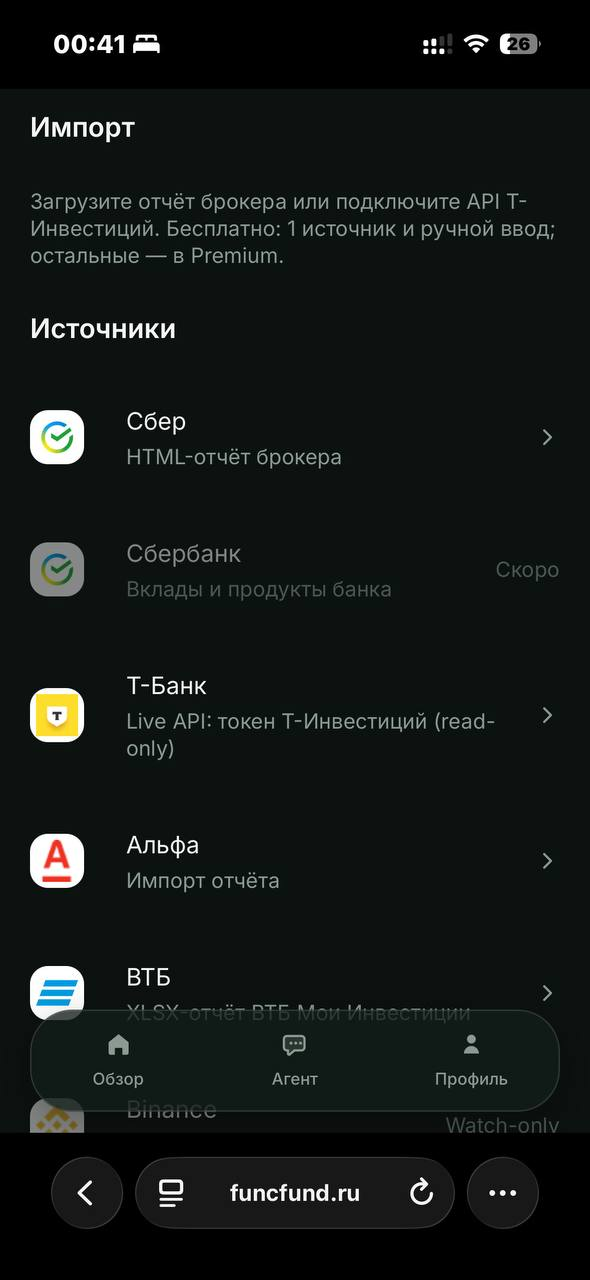 00:41
26
Импорт
Загрузите отчёт брокера или подключите API Т-
Инвестиций. Бесплатно: 1 источник и ручной ввод;
остальные — в Premium.
Источники
Сбер
HTML-отчёт брокера
Сбербанк
Вклады и продукты банка
Скоро
Т-Банк
Live API: токен Т-Инвестиций (read-
only)
Альфа
Импорт отчёта
ВТБ
XLSX-отчёт ВТБ Мои Инвестиции
Обзор
Агент
Профиль
Binance
Watch-only
funcfund.ru